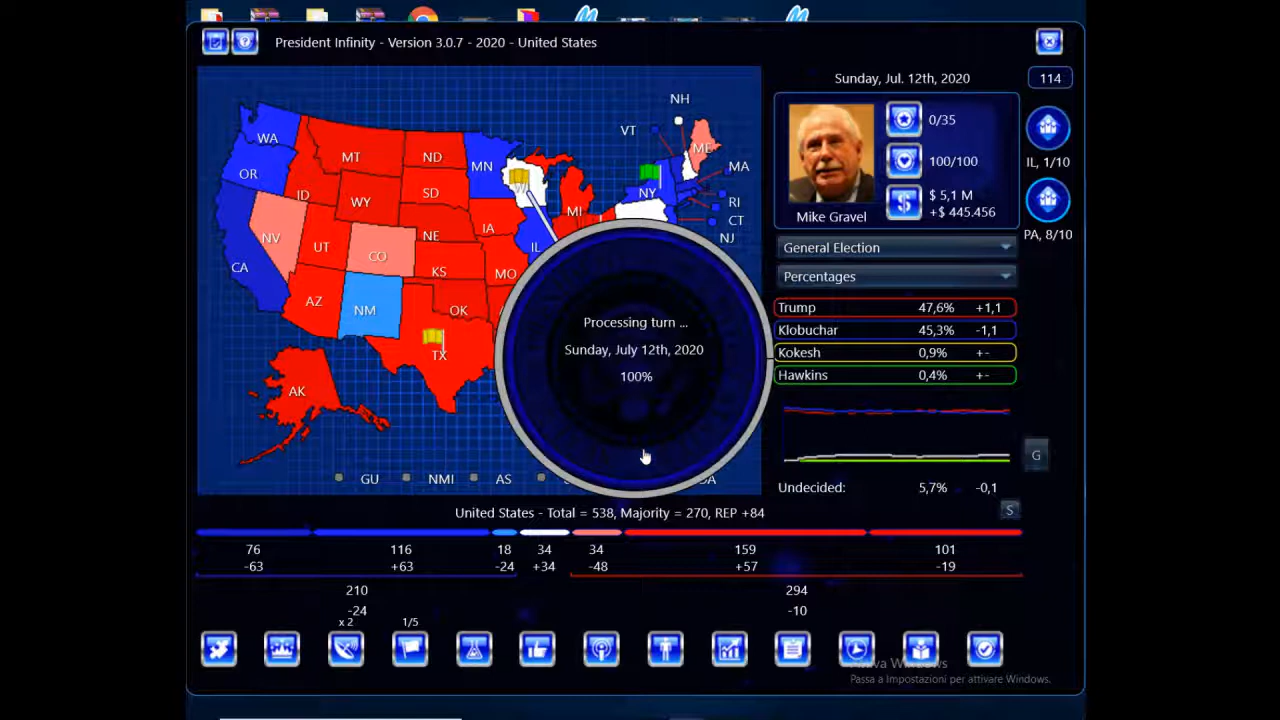 President Infinity - Version 3.0.7 - 2020 - United States
Sunday, Jul. 12th, 2020
114
0/35
100/100
$ 5,1 M
+$ 445.456
Mike Gravel
IL, 1/10
PA, 8/10
General Election
Percentages
Trump 47,6% +1,1
Klobuchar 45,3% -1,1
Kokesh 0,9% +-
Hawkins 0,4% +-
G
Undecided: 5,7% -0,1
S
NH
VT
ME
WA
MT
ND
MN
MA
OR
ID
SD
NY
RI
WY
MI
CT
NV
NE
IA
NJ
UT
CO
IL
CA
KS
MO
AZ
NM
OK
TX
AK
GU
NMI
AS
Processing turn ...
Sunday, July 12th, 2020
100%
United States - Total = 538, Majority = 270, REP +84
76 116 18 34 34 159 101
-63 +63 -24 +34 -48 +57 -19
210 294
-24 -10
x 2 1/5
Attiva Windows
Passa a Impostazioni per attivare Windows.